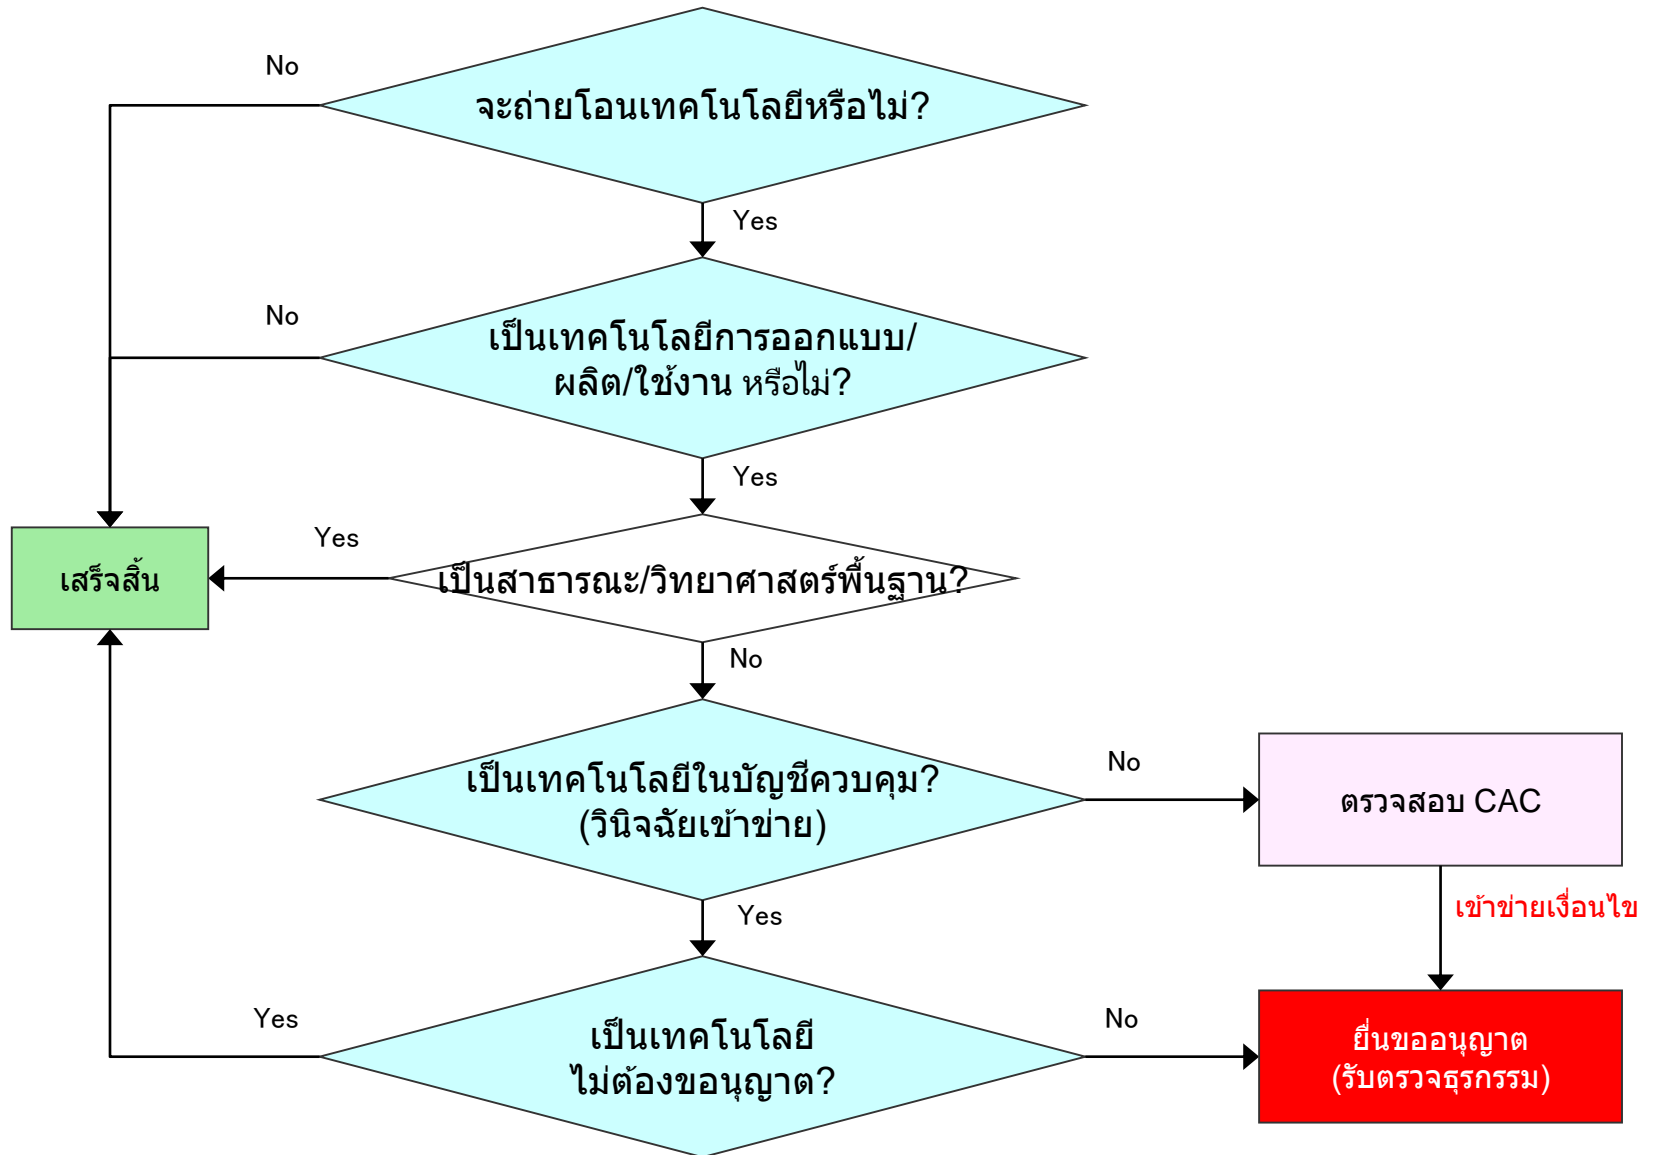 No
จะถ่ายโอนเทคโนโลยีหรือไม่?
Yes
No
เป็นเทคโนโลยีการออกแบบ/
ผลิต/ใช้งาน หรือไม่?
Yes
Yes
เสร็จสิ้น
เป็นสาธารณะ/วิทยาศาสตร์พื้นฐาน?
No
เป็นเทคโนโลยีในบัญชีควบคุม?
(วินิจฉัยเข้าข่าย)
No
ตรวจสอบ CAC
เข้าข่ายเงื่อนไข
Yes
Yes
เป็นเทคโนโลยี
ไม่ต้องขอนุญาต?
No
ยื่นขออนุญาต
(รับตรวจธุรกรรม)